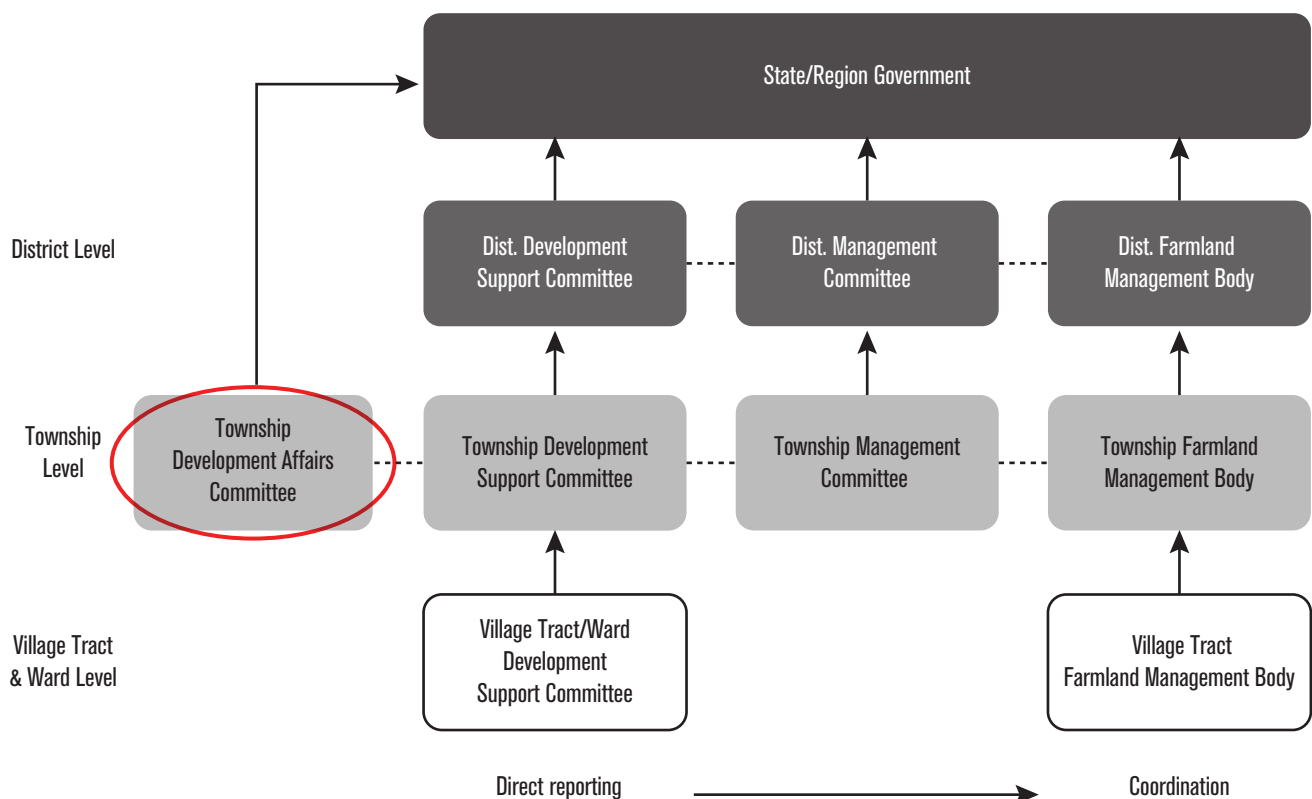 State/Region Government
District Level
Dist. Development
Support Committee
Dist. Management
Committee
Dist. Farmland
Management Body
Township
Level
Township
Development Affairs
Committee
Township Development
Support Committee
Township Management
Committee
Township Farmland
Management Body
Village Tract
& Ward Level
Village Tract/Ward
Development
Support Committee
Village Tract
Farmland Management Body
Direct reporting
Coordination